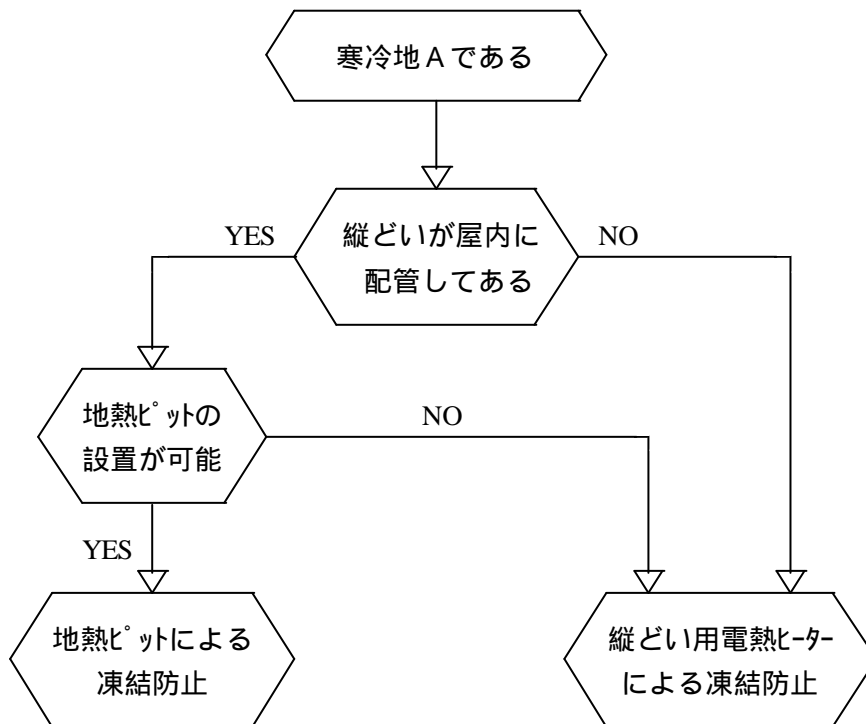 寒冷地Aである
縦どいが屋内に
配管してある
YES
NO
地熱ピットの
設置が可能
NO
YES
地熱ピットによる
凍結防止
縦どい用電熱ヒーター
による凍結防止